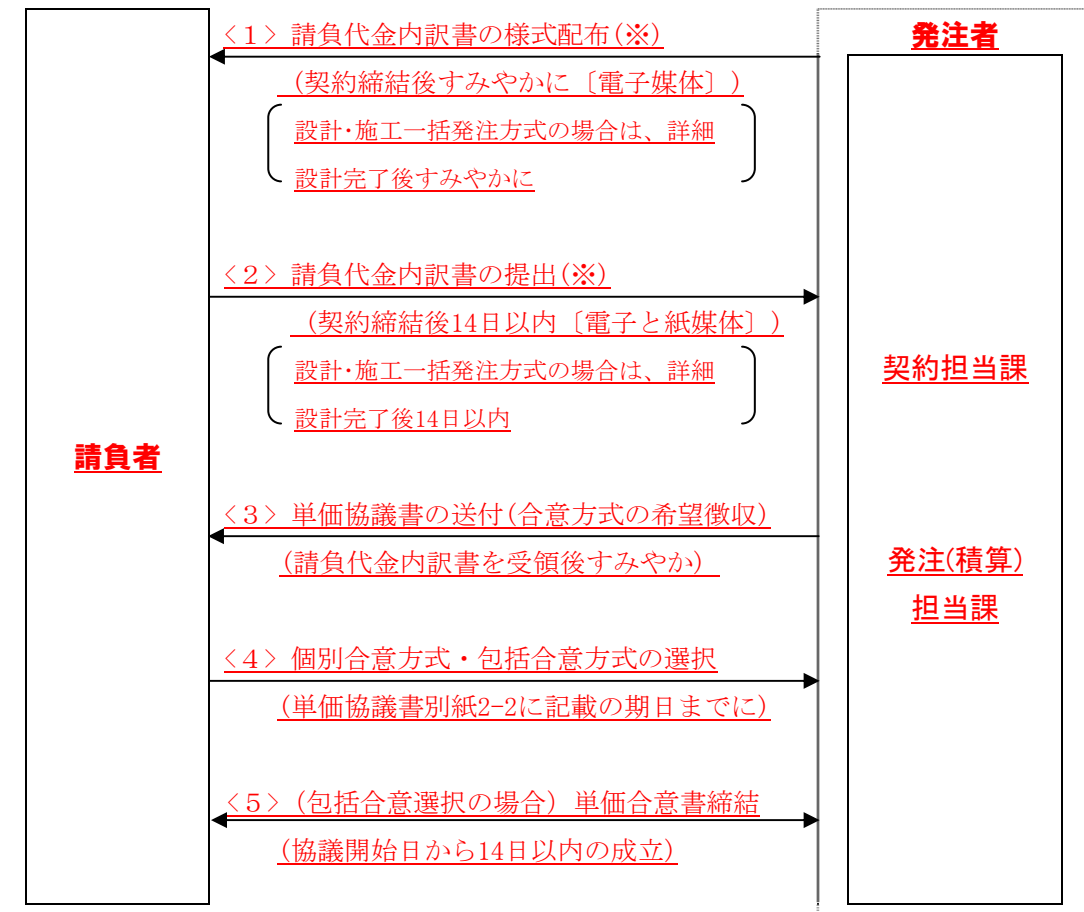 <１> 請負代金内訳書の様式配布(※)
発注者
(契約締結後すみやかに〔電子媒体〕)
設計･施工一括発注方式の場合は、詳細
設計完了後すみやかに
<２> 請負代金内訳書の提出(※)
(契約締結後14日以内〔電子と紙媒体〕)
設計･施工一括発注方式の場合は、詳細
設計完了後14日以内
契約担当課
請負者
<３> 単価協議書の送付(合意方式の希望徴収)
(請負代金内訳書を受領後すみやか)
発注(積算)
担当課
<４> 個別合意方式・包括合意方式の選択
(単価協議書別紙2-2に記載の期日までに)
<５> (包括合意選択の場合) 単価合意書締結
(協議開始日から14日以内の成立)